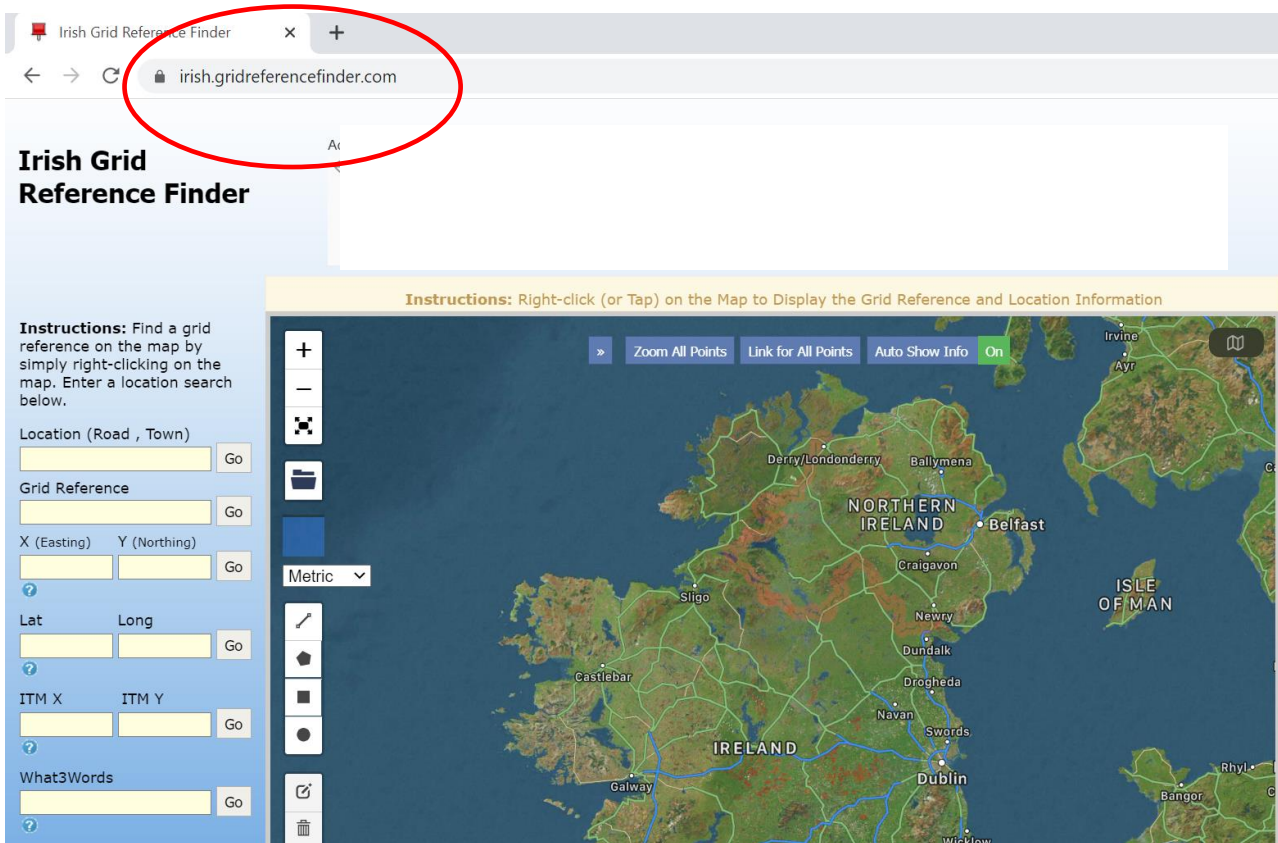 Irish Grid Reference Finder
irish.gridreferencefinder.com
Irish Grid
Reference Finder
Instructions: Right-click (or Tap) on the Map to Display the Grid Reference and Location Information
Instructions: Find a grid
reference on the map by
simply right-clicking on the
map. Enter a location search
below.
Location (Road , Town)
Go
Grid Reference
Go
X (Easting) Y (Northing)
Go
Lat Long
Go
ITM X ITM Y
Go
What3Words
Go
» Zoom All Points Link for All Points Auto Show Info On
Metric
Irvine
Ayr
Derry/Londonderry
Ballymena
NORTHERN
IRELAND
Belfast
Craigavon
Sligo
ISLE
OF MAN
Newry
Dundalk
Castlebar
Drogheda
Navan
Swords
IRELAND
Dublin
Galway
Rhyl
Bangor
Wicklow